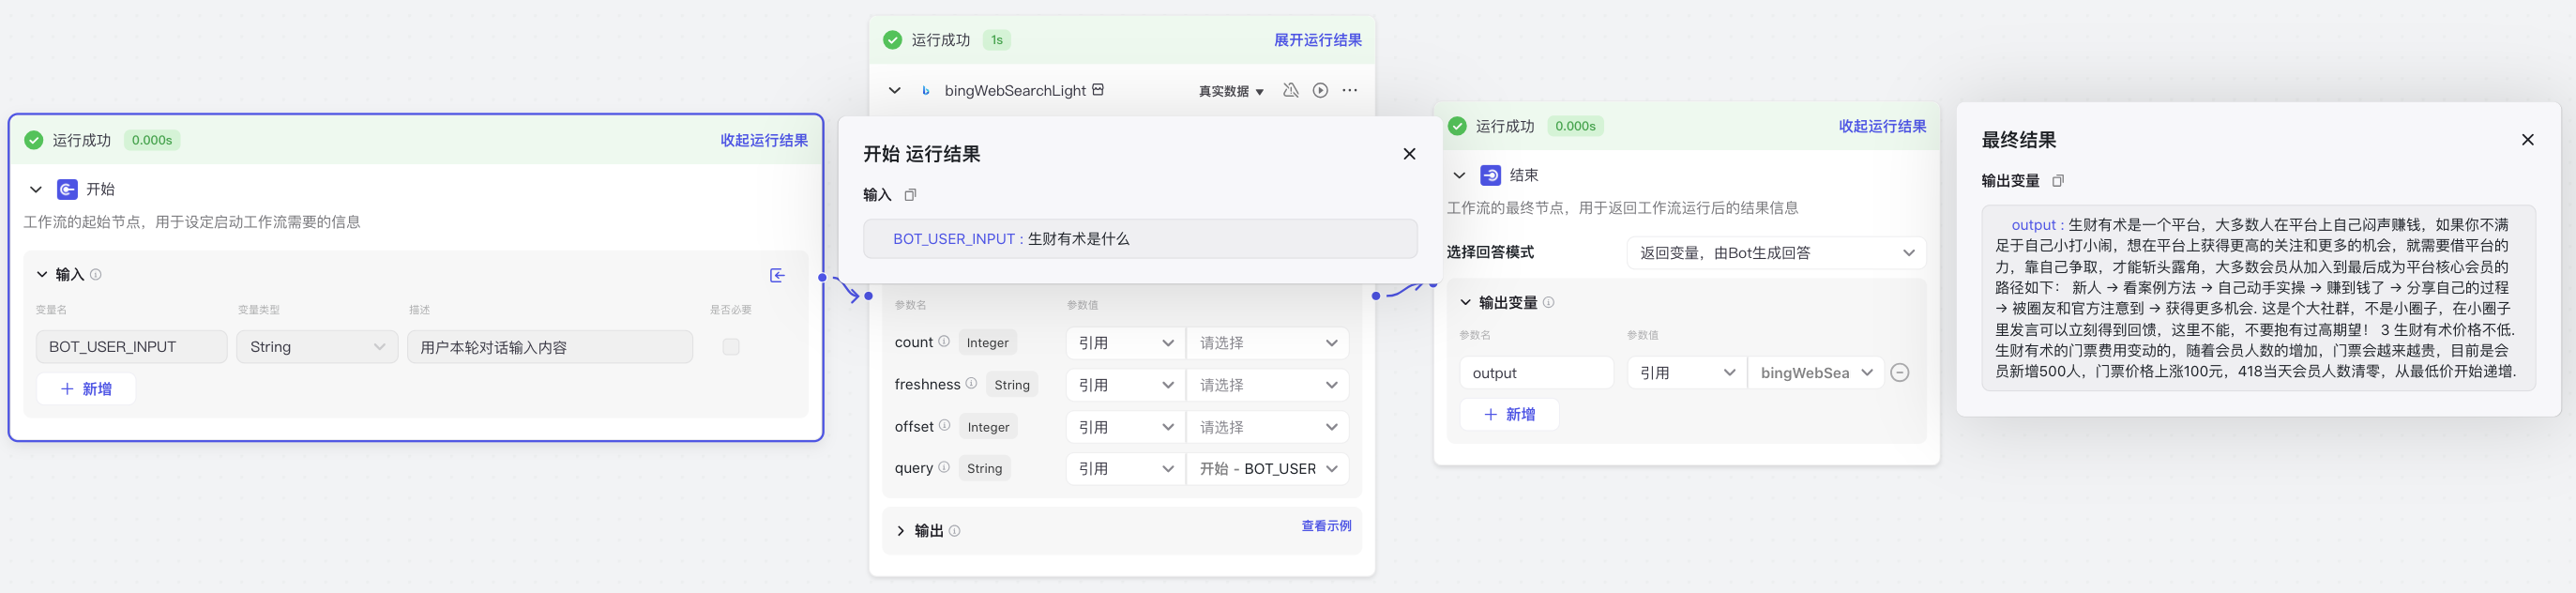 运行成功 0.000s 收起运行结果
开始
工作流的起始节点，用于设定启动工作流需要的信息
输入
变量名 变量类型 描述 是否必要
BOT_USER_INPUT String 用户本轮对话输入内容
新增
运行成功 1s 展开运行结果
bingWebSearchLight 真实数据
开始 运行结果
输入
BOT_USER_INPUT : 生财有术是什么
参数名 参数值
count Integer 引用 请选择
freshness String 引用 请选择
offset Integer 引用 请选择
query String 引用 开始 - BOT_USER
输出 查看示例
运行成功 0.000s 收起运行结果
结束
工作流的最终节点，用于返回工作流运行后的结果信息
选择回答模式 返回变量，由Bot生成回答
输出变量
参数名 参数值
output 引用 bingWebSea
新增
最终结果
输出变量
output : 生财有术是一个平台，大多数人在平台上自己闷声赚钱，如果你不满
足于自己小打小闹，想在平台上获得更高的关注和更多的机会，就需要借平台的
力，靠自己争取，才能斩头露角，大多数会员从加入到最后成为平台核心会员的
路径如下： 新人 → 看案例方法 → 自己动手实操 → 赚到钱了 → 分享自己的过程
→ 被圈友和官方注意到 → 获得更多机会. 这是个大社群，不是小圈子，在小圈子
里发言可以立刻得到回馈，这里不能，不要抱有过高期望！ 3 生财有术价格不低.
生财有术的门票费用变动的，随着会员人数的增加，门票会越来越贵，目前是会
员新增500人，门票价格上涨100元，418当天会员人数清零，从最低价开始递增.